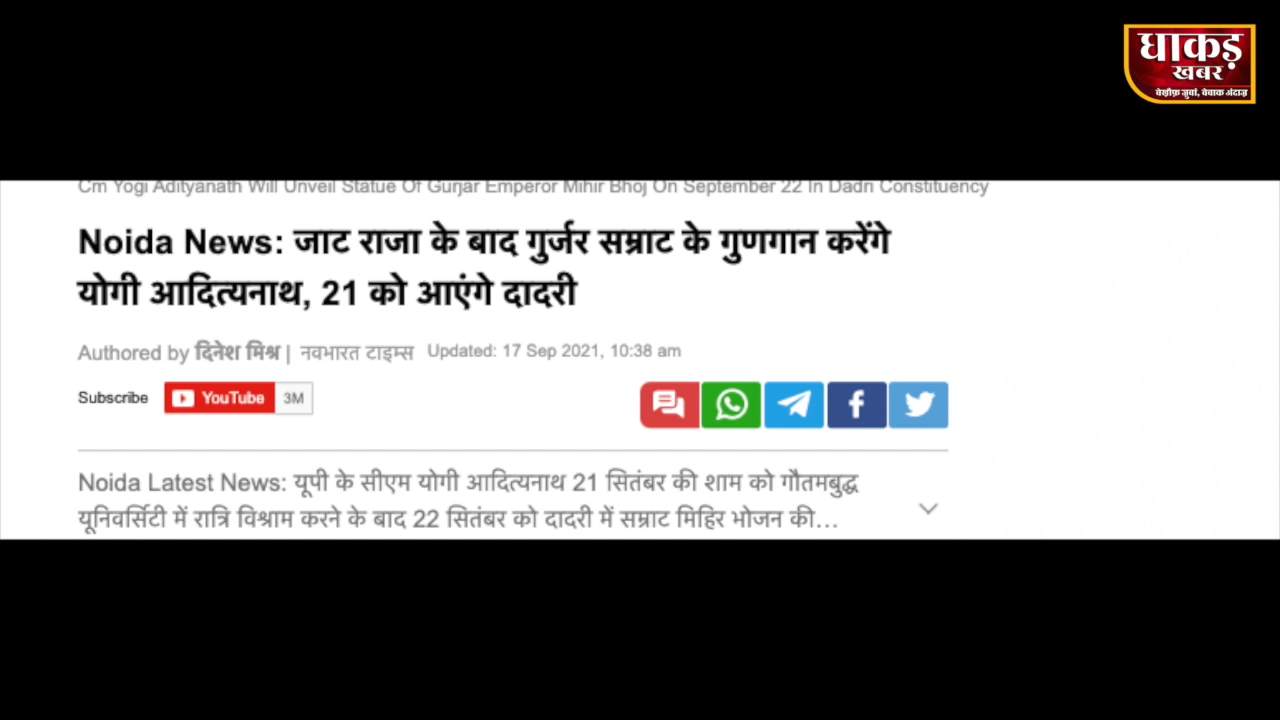 धाकड़
खबर
बेख़ौफ़ जुबां, बेबाक अंदाज़
Cm Yogi Adityanath Will Unveil Statue Of Gurjar Emperor Mihir Bhoj On September 22 In Dadri Constituency
Noida News: जाट राजा के बाद गुर्जर सम्राट के गुणगान करेंगे
योगी आदित्यनाथ, 21 को आएंगे दादरी
Authored by दिनेश मिश्र | नवभारत टाइम्स Updated: 17 Sep 2021, 10:38 am
Subscribe YouTube 3M
Noida Latest News: यूपी के सीएम योगी आदित्यनाथ 21 सितंबर की शाम को गौतमबुद्ध
यूनिवर्सिटी में रात्रि विश्राम करने के बाद 22 सितंबर को दादरी में सम्राट मिहिर भोजन की...